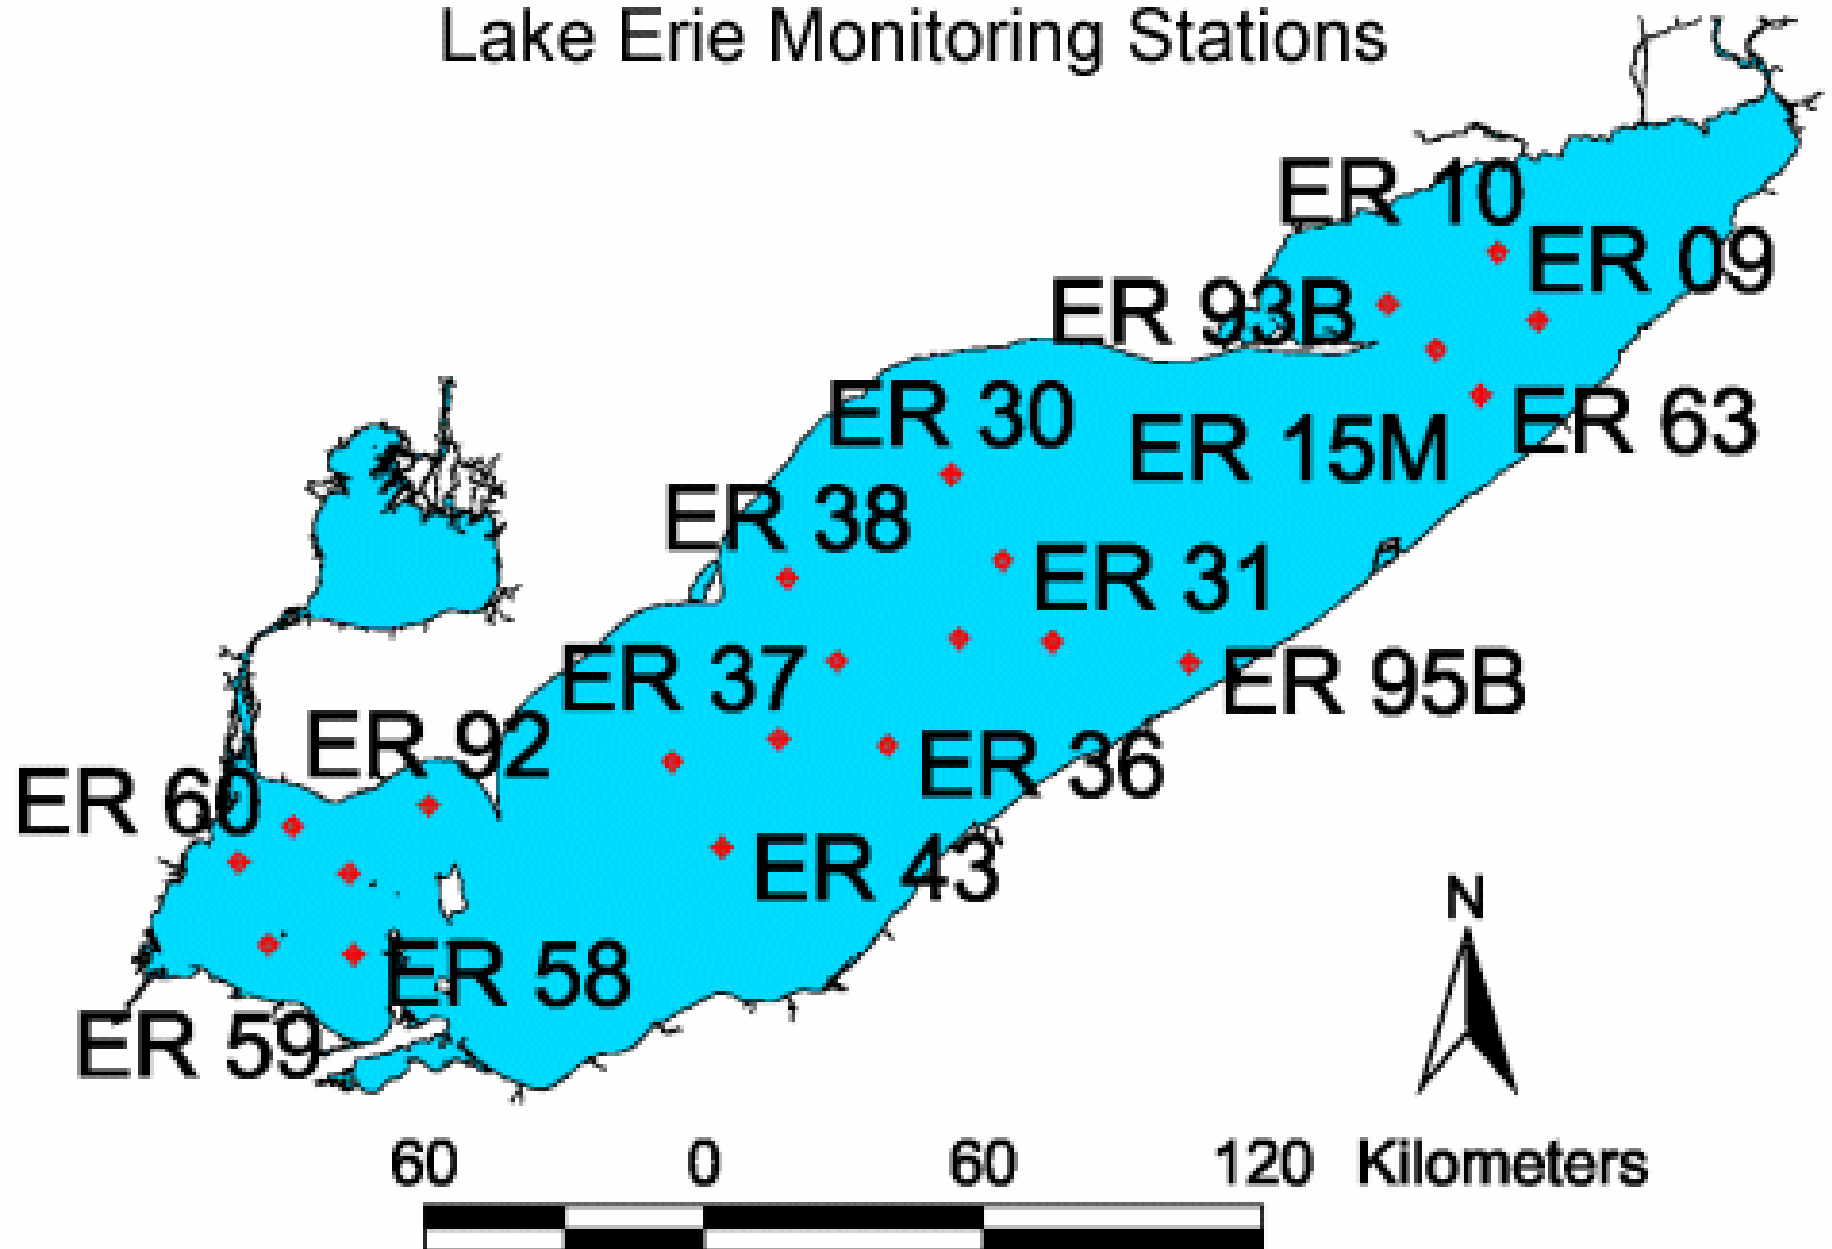 Lake Erie Monitoring Stations
ER 10
ER 09
ER 93B
ER 30
ER 15M
ER 63
ER 38
ER 31
ER 37
ER 95B
ER 92
ER 36
ER 60
ER 43
ER 58
ER 59
N
60 0 60 120 Kilometers